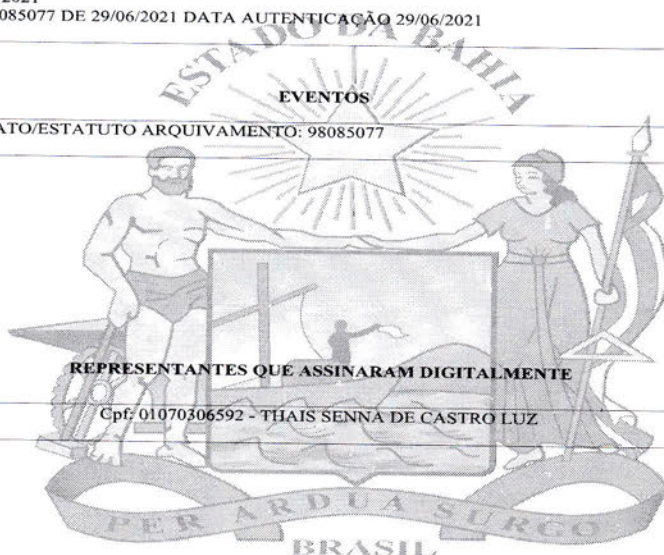 2021
085077 DE 29/06/2021 DATA AUTENTICAÇÃO 29/06/2021
ESTADO DA BAHIA
EVENTOS
ATO/ESTATUTO ARQUIVAMENTO: 98085077
REPRESENTANTES QUE ASSINARAM DIGITALMENTE
Cpf: 01070306592 - THAIS SENNA DE CASTRO LUZ
PER ARDUA SURGO
BRASIL